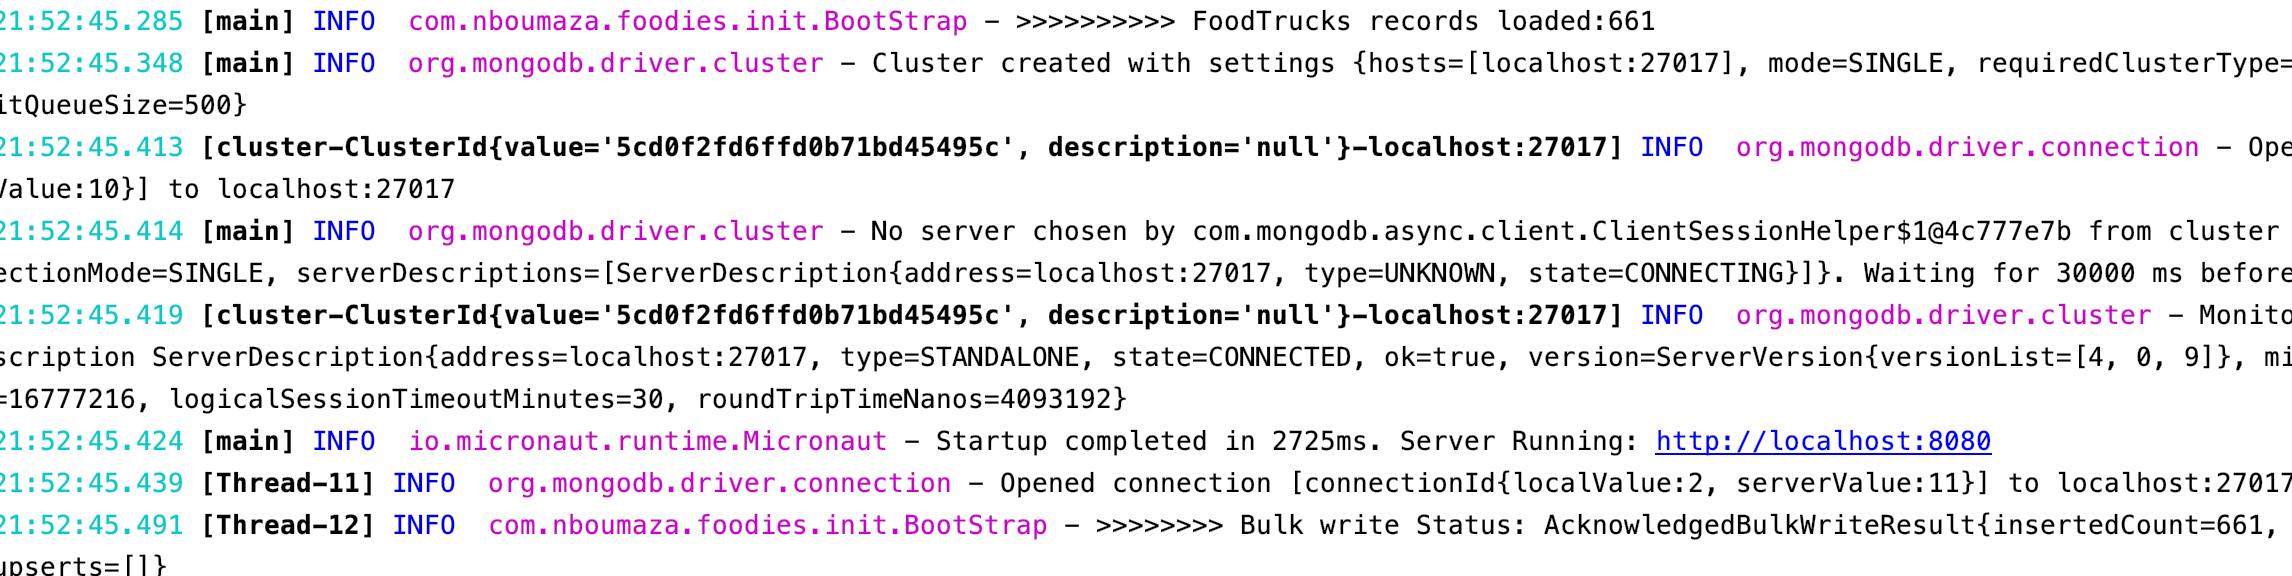 21:52:45.285 [main] INFO  com.nboumaza.foodies.init.BootStrap – >>>>>>>>>> FoodTrucks records loaded:661
21:52:45.348 [main] INFO  org.mongodb.driver.cluster – Cluster created with settings {hosts=[localhost:27017], mode=SINGLE, requiredClusterType=
itQueueSize=500}
21:52:45.413 [cluster-ClusterId{value='5cd0f2fd6ffd0b71bd45495c', description='null'}-localhost:27017] INFO  org.mongodb.driver.connection – Ope
Value:10}] to localhost:27017
21:52:45.414 [main] INFO  org.mongodb.driver.cluster – No server chosen by com.mongodb.async.client.ClientSessionHelper$1@4c777e7b from cluster
ectionMode=SINGLE, serverDescriptions=[ServerDescription{address=localhost:27017, type=UNKNOWN, state=CONNECTING}]}. Waiting for 30000 ms before
21:52:45.419 [cluster-ClusterId{value='5cd0f2fd6ffd0b71bd45495c', description='null'}-localhost:27017] INFO  org.mongodb.driver.cluster – Monito
scription ServerDescription{address=localhost:27017, type=STANDALONE, state=CONNECTED, ok=true, version=ServerVersion{versionList=[4, 0, 9]}, mi
=16777216, logicalSessionTimeoutMinutes=30, roundTripTimeNanos=4093192}
21:52:45.424 [main] INFO  io.micronaut.runtime.Micronaut – Startup completed in 2725ms. Server Running: http://localhost:8080
21:52:45.439 [Thread-11] INFO  org.mongodb.driver.connection – Opened connection [connectionId{localValue:2, serverValue:11}] to localhost:27017
21:52:45.491 [Thread-12] INFO  com.nboumaza.foodies.init.BootStrap – >>>>>>>> Bulk write Status: AcknowledgedBulkWriteResult{insertedCount=661,
upserts=[]}